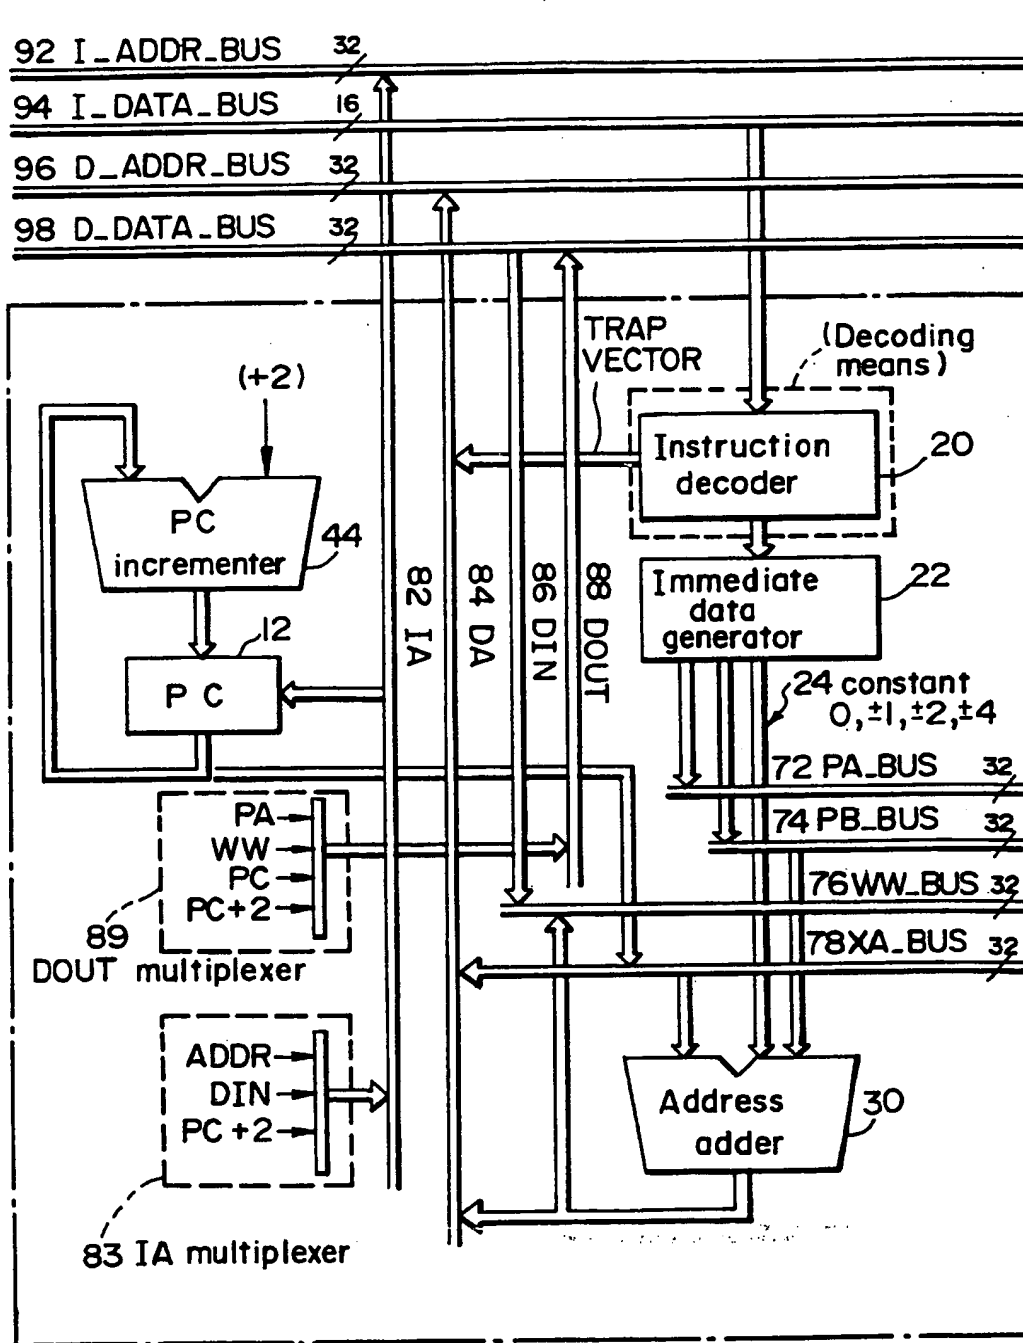 92 I_ADDR_BUS 32
94 I_DATA_BUS 16
96 D_ADDR_BUS 32
98 D_DATA_BUS 32
TRAP
VECTOR
(Decoding
means)
(+2)
Instruction
decoder
20
PC
incrementer
44
Immediate
data
generator
22
82 IA
84 DA
86 DIN
88 DOUT
12
PC
24 constant
0,±1,±2,±4
72 PA_BUS 32
74 PB_BUS 32
76 WW_BUS 32
78 XA_BUS 32
PA
WW
PC
PC+2
89
DOUT multiplexer
ADDR
DIN
PC+2
83 IA multiplexer
Address
adder
30